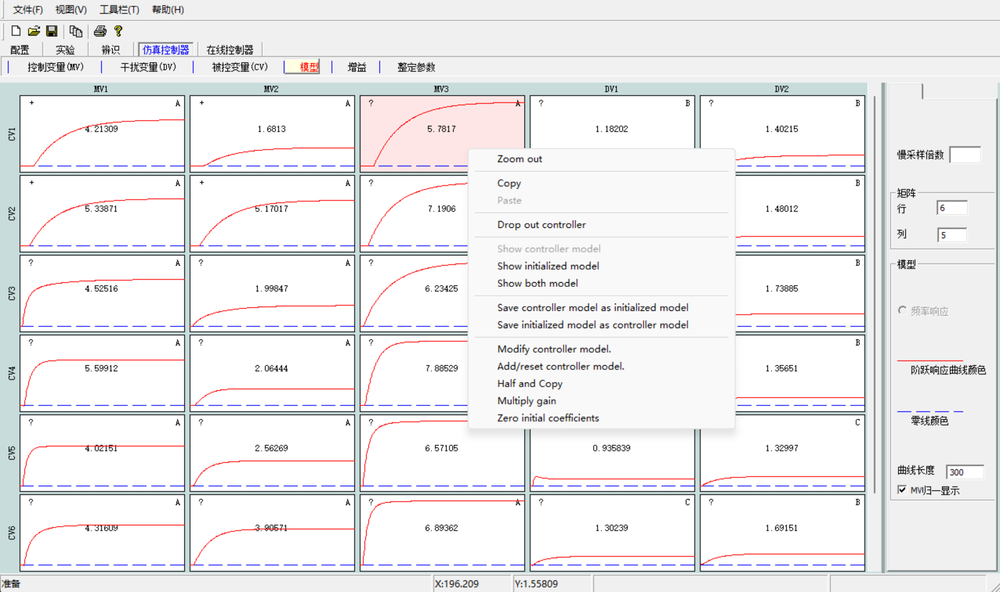 文件(F) 视图(V) 工具栏(T) 帮助(H)
配置 实验 辨识 仿真控制器 在线控制器
控制变量(MV) 干扰变量(DV) 被控变量(CV) 模型 增益 整定参数
MV1 MV2 MV3 DV1 DV2
CV1
+ A + A ? A ? B ? B
4.21309 1.6813 5.7817 1.18202 1.40215
CV2
+ A + A ? B
5.33871 5.17017 7.1906 1.48012
CV3
? A ? A ? B
4.52516 1.99847 6.23425 1.73885
CV4
? A ? A ? B
5.59912 2.06444 7.88529 1.35651
CV5
? A ? A ? C
4.02151 2.56269 6.57105 0.935839 1.32997
CV6
? A ? A ? A ? C ? B
4.31609 3.90571 6.89362 1.30239 1.69151
Zoom out
Copy
Paste
Drop out controller
Show controller model
Show initialized model
Show both model
Save controller model as initialized model
Save initialized model as controller model
Modify controller model.
Add/reset controller model.
Half and Copy
Multiply gain
Zero initial coefficients
慢采样倍数
矩阵
行 6
列 5
模型
频率响应
阶跃响应曲线颜色
零线颜色
曲线长度 300
MV归一显示
准备 X:196.209 Y:1.55809